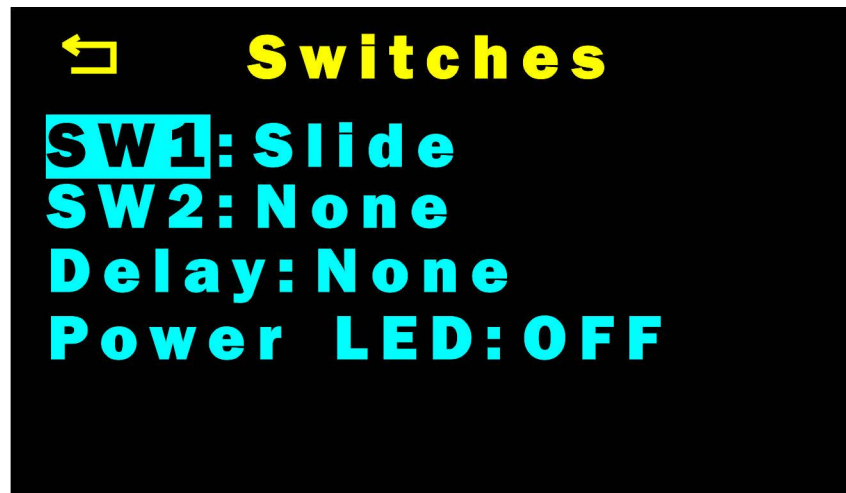 Switches
SW1:Slide
SW2:None
Delay:None
Power LED:OFF